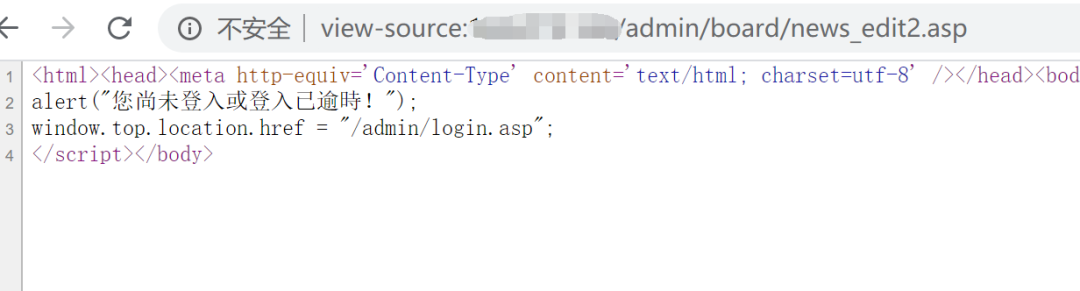 不安全 view-source: /admin/board/news_edit2.asp
1 <html><head><meta http-equiv='Content-Type' content='text/html; charset=utf-8' /></head><bod
2 alert("您尚未登入或登入已逾時！");
3 window.top.location.href = "/admin/login.asp";
4 </script></body>